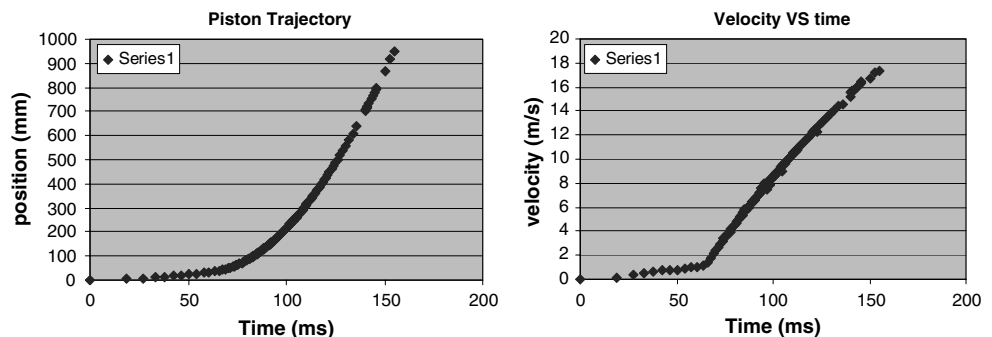 Piston Trajectory
1000
900
800
700
600
500
400
300
200
100
0
position (mm)
Series1
0 50 100 150 200
Time (ms)
Velocity VS time
20
18
16
14
12
10
8
6
4
2
0
velocity (m/s)
Series1
0 50 100 150 200
Time (ms)